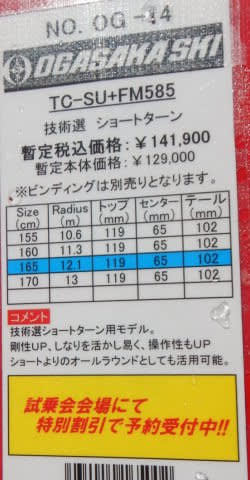 NO. OG-14
OGASAKA SKI
TC-SU+FM585
技術選 ショートターン
暫定税込価格：￥141,900
暫定本体価格：￥129,000
※ビンディングは別売りとなります。
Size (cm) Radius (m) トップ (mm) センター (mm) テール (mm)
155 10.6 119 65 102
160 11.3 119 65 102
165 12.1 119 65 102
170 13 119 65 102
コメント
技術選ショートターン用モデル。
剛性UP、しなりを活かし易く、操作性もUP
ショートよりのオールラウンドとしても活用可能。
試乗会会場にて
特別割引で予約受付中!!